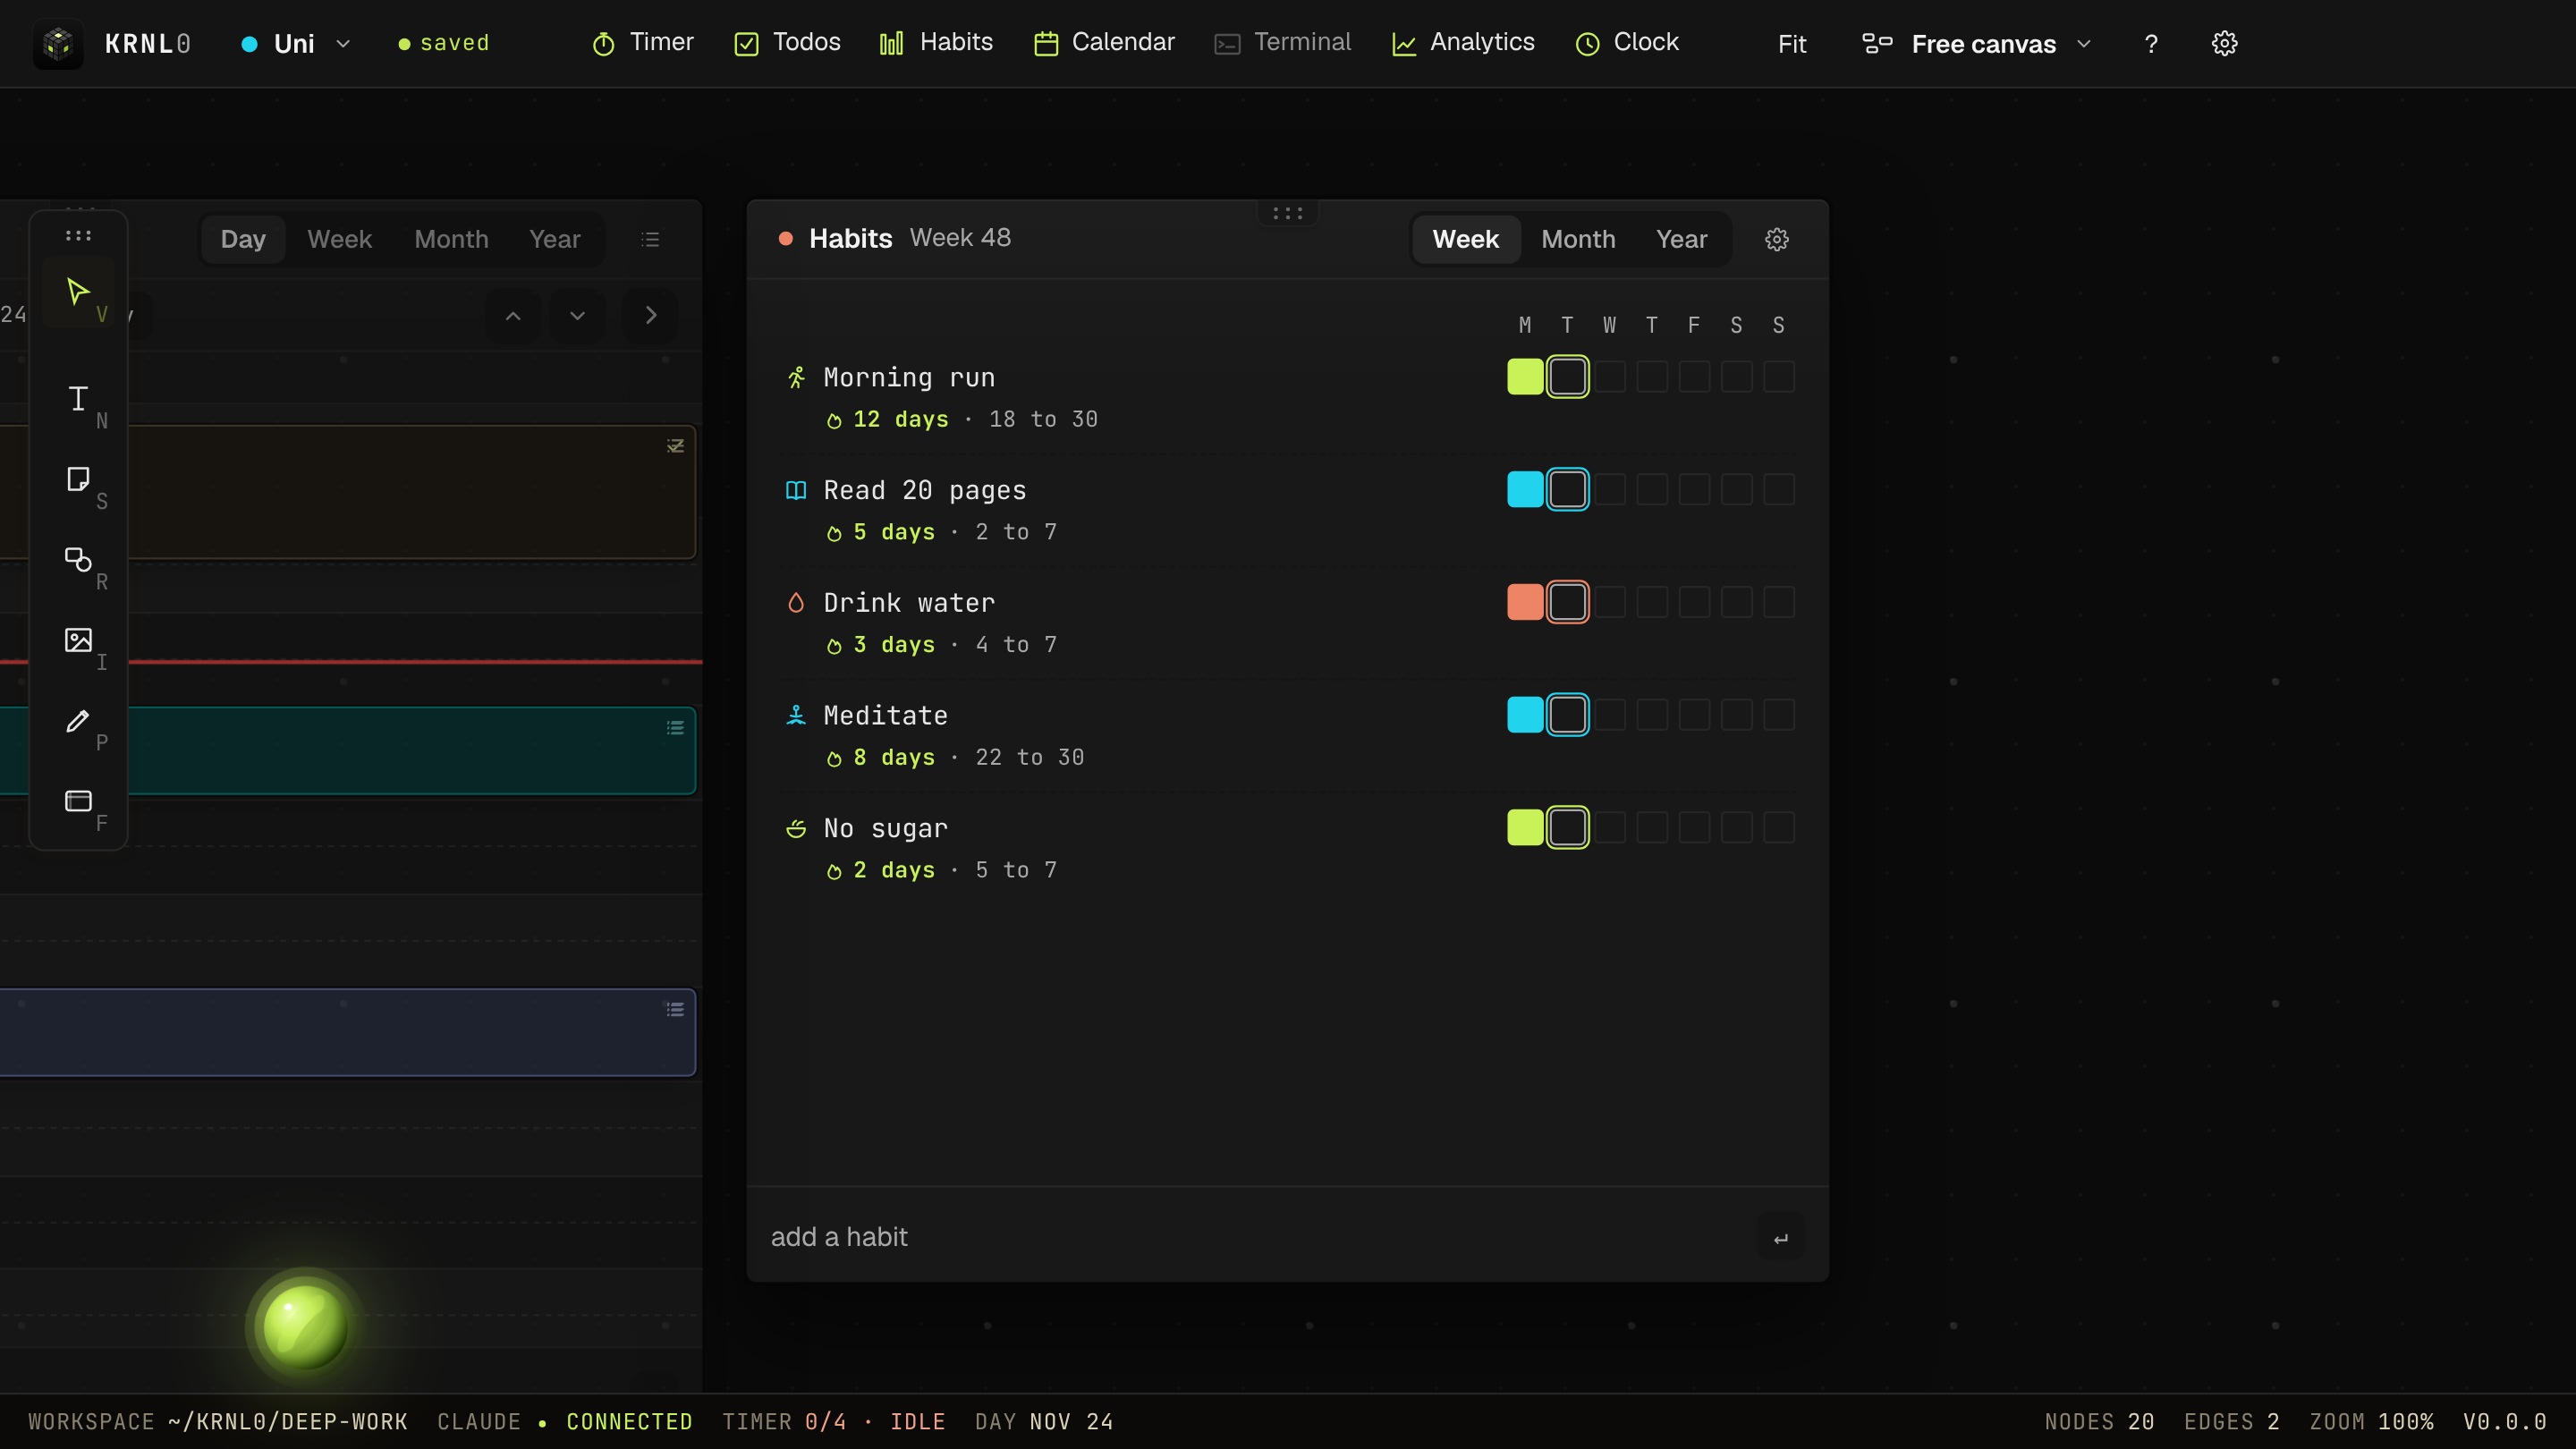 KRNL0 Uni saved Timer Todos Habits Calendar Terminal Analytics Clock Fit Free canvas ?
Day Week Month Year
24
V
N
S
R
I
P
F
Habits Week 48 Week Month Year
M T W T F S S
Morning run
12 days · 18 to 30
Read 20 pages
5 days · 2 to 7
Drink water
3 days · 4 to 7
Meditate
8 days · 22 to 30
No sugar
2 days · 5 to 7
add a habit
WORKSPACE ~/KRNL0/DEEP-WORK CLAUDE • CONNECTED TIMER 0/4 · IDLE DAY NOV 24 NODES 20 EDGES 2 ZOOM 100% V0.0.0